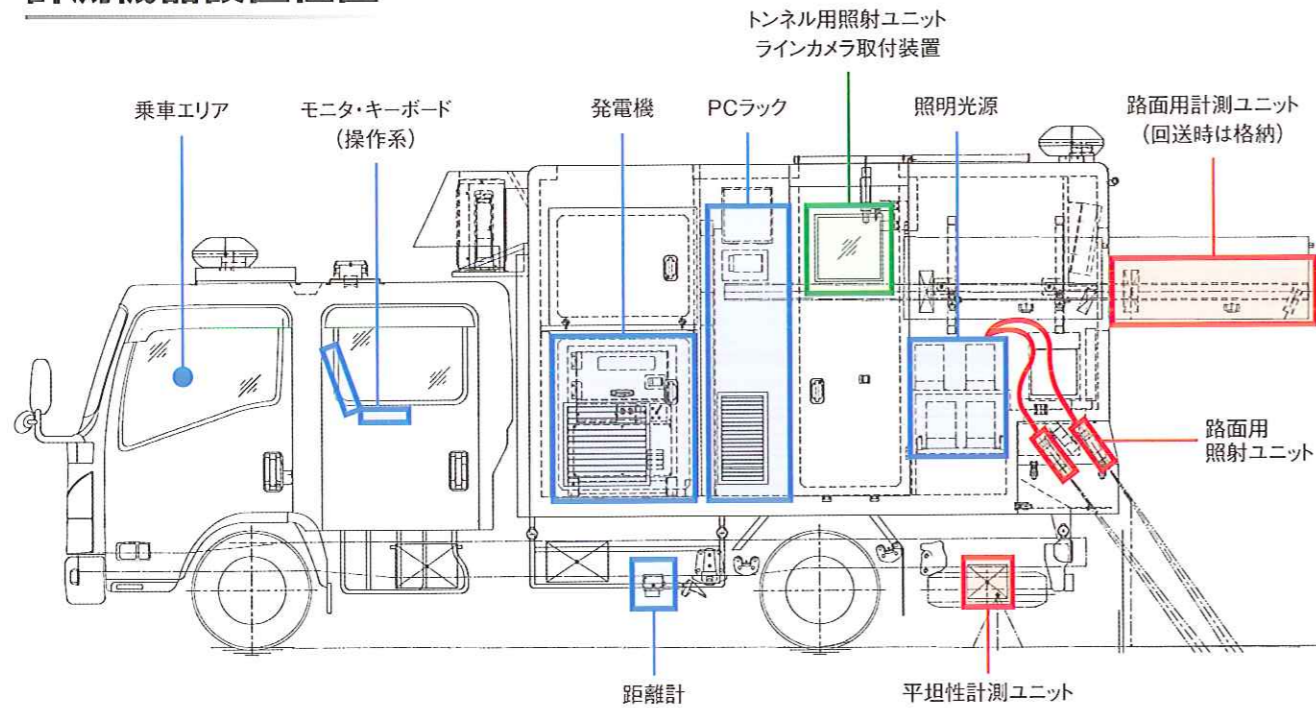 トンネル用照射ユニット
ラインカメラ取付装置
乗車エリア
モニタ・キーボード
(操作系)
発電機
PCラック
照明光源
路面用計測ユニット
(回送時は格納)
路面用
照射ユニット
距離計
平坦性計測ユニット